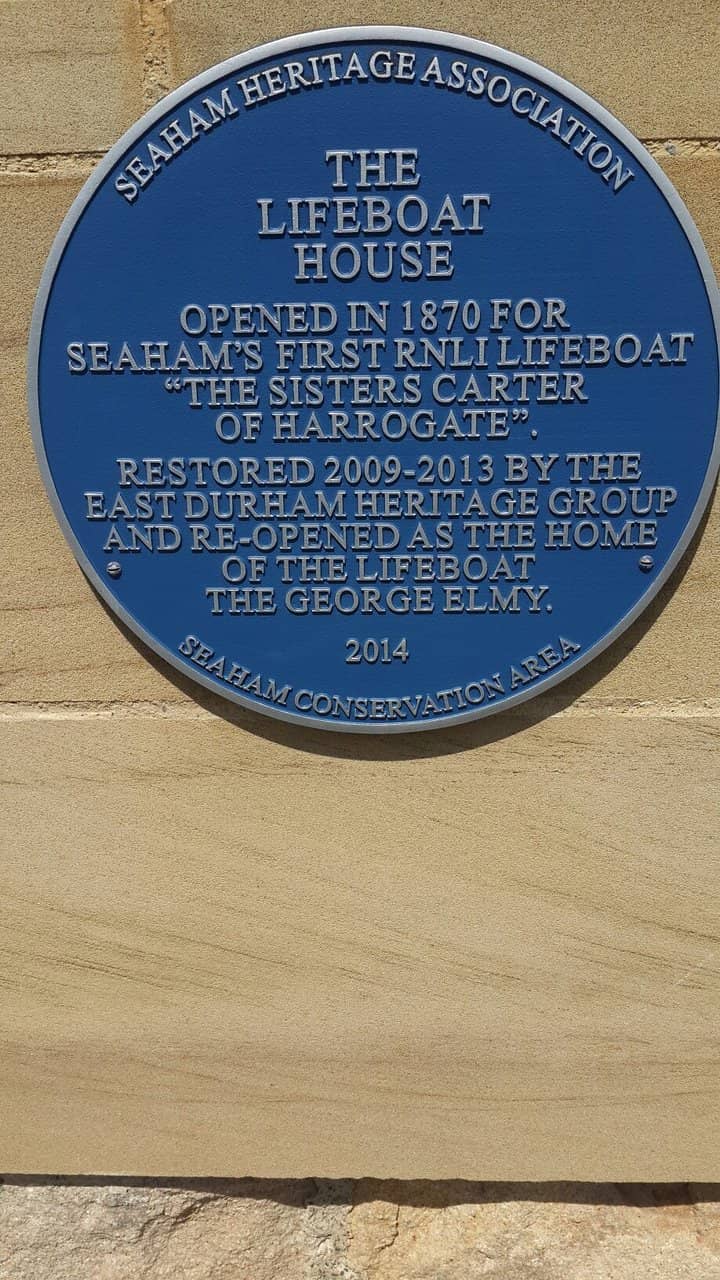 SEAHAM HERITAGE ASSOCIATION
THE
LIFEBOAT
HOUSE
OPENED IN 1870 FOR
SEAHAM'S FIRST RNLI LIFEBOAT
“THE SISTERS CARTER
OF HARROGATE”.
RESTORED 2009-2013 BY THE
EAST DURHAM HERITAGE GROUP
AND RE-OPENED AS THE HOME
OF THE LIFEBOAT
THE GEORGE ELMY.
2014
SEAHAM CONSERVATION AREA